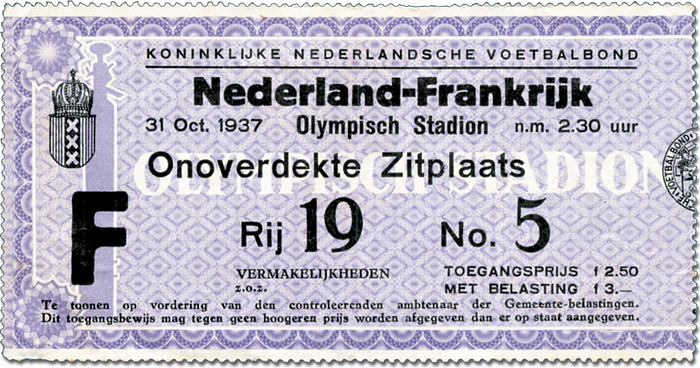 KONINKLIJKE NEDERLANDSCHE VOETBALBOND
Nederland-Frankrijk
31 Oct. 1937 Olympisch Stadion n.m. 2.30 uur
Onoverdekte Zitplaats
OLYMPISCH STADION
F
Rij 19 No. 5
VERMAKELIJKHEDEN
z.o.z.
TOEGANGSPRIJS f 2.50
MET BELASTING f 3.—
Te toonen op vordering van den controleerenden ambtenaar der Gemeente-belastingen.
Dit toegangsbewijs mag tegen geen hoogeren prijs worden afgegeven dan er op staat aangegeven.
VOETBALBOND